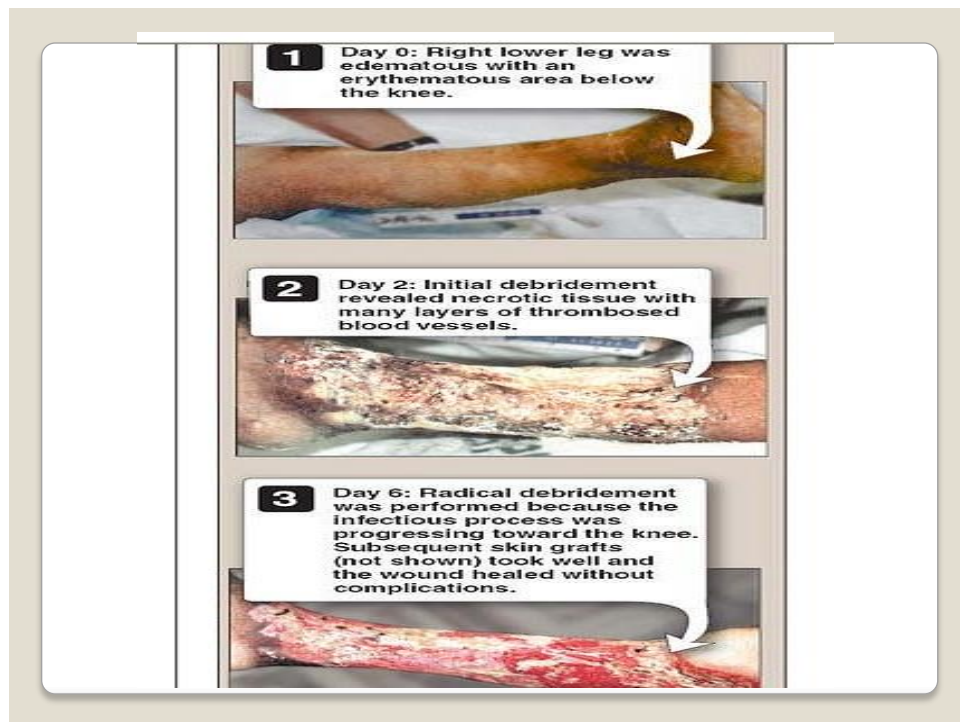 1
Day 0: Right lower leg was
edematous with an
erythematous area below
the knee.
2
Day 2: Initial debridement
revealed necrotic tissue with
many layers of thrombosed
blood vessels.
3
Day 6: Radical debridement
was performed because the
infectious process was
progressing toward the knee.
Subsequent skin grafts
(not shown) took well and
the wound healed without
complications.